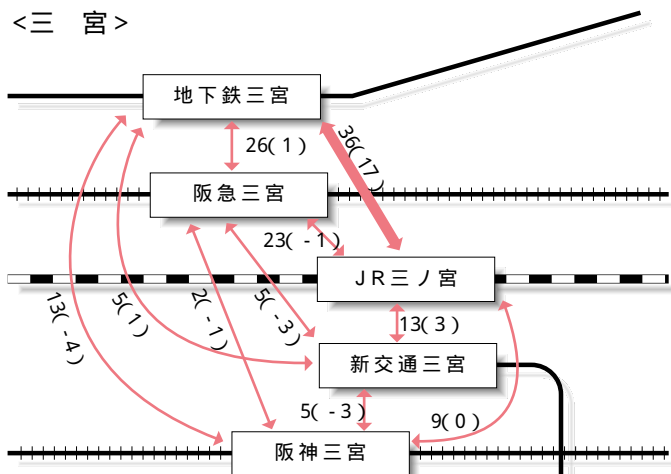 <三 宮>
地下鉄三宮
26(1)
36(17)
阪急三宮
23(-1)
JR三ノ宮
13(-4)
5(1)
2(-1)
5(-3)
13(3)
新交通三宮
5(-3)
9(0)
阪神三宮